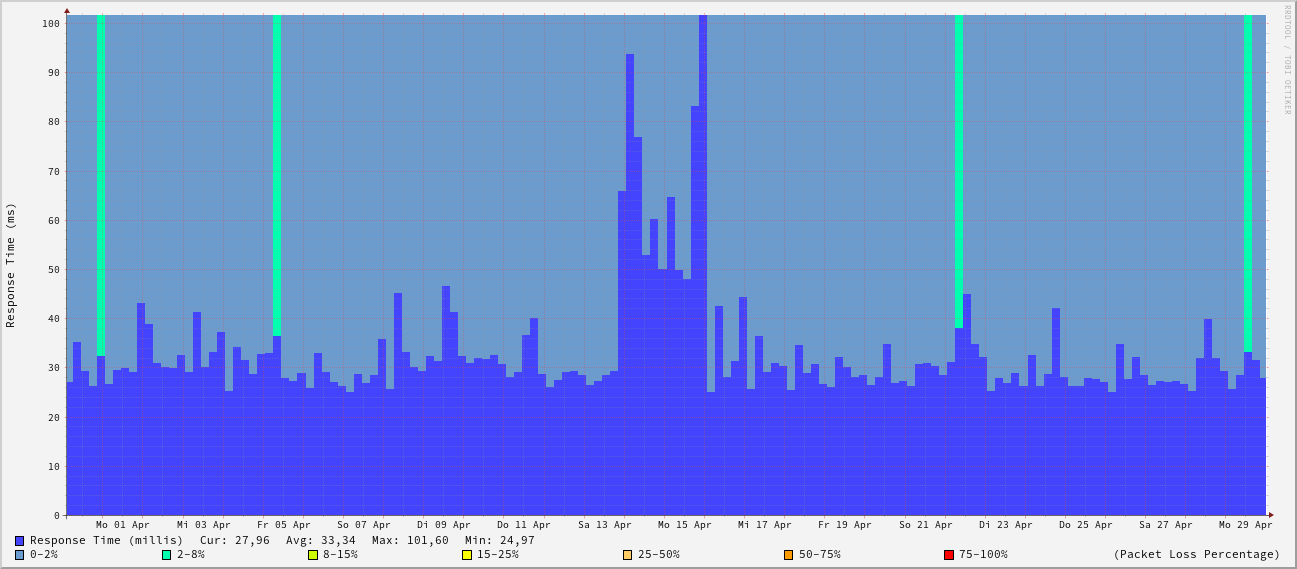 RRDTOOL / TOBI OETIKER
Response Time (ms)
100
90
80
70
60
50
40
30
20
10
0
Mo 01 Apr Mi 03 Apr Fr 05 Apr So 07 Apr Di 09 Apr Do 11 Apr Sa 13 Apr Mo 15 Apr Mi 17 Apr Fr 19 Apr So 21 Apr Di 23 Apr Do 25 Apr Sa 27 Apr Mo 29 Apr
Response Time (millis) Cur: 27,96 Avg: 33,34 Max: 101,60 Min: 24,97
0-2% 2-8% 8-15% 15-25% 25-50% 50-75% 75-100% (Packet Loss Percentage)